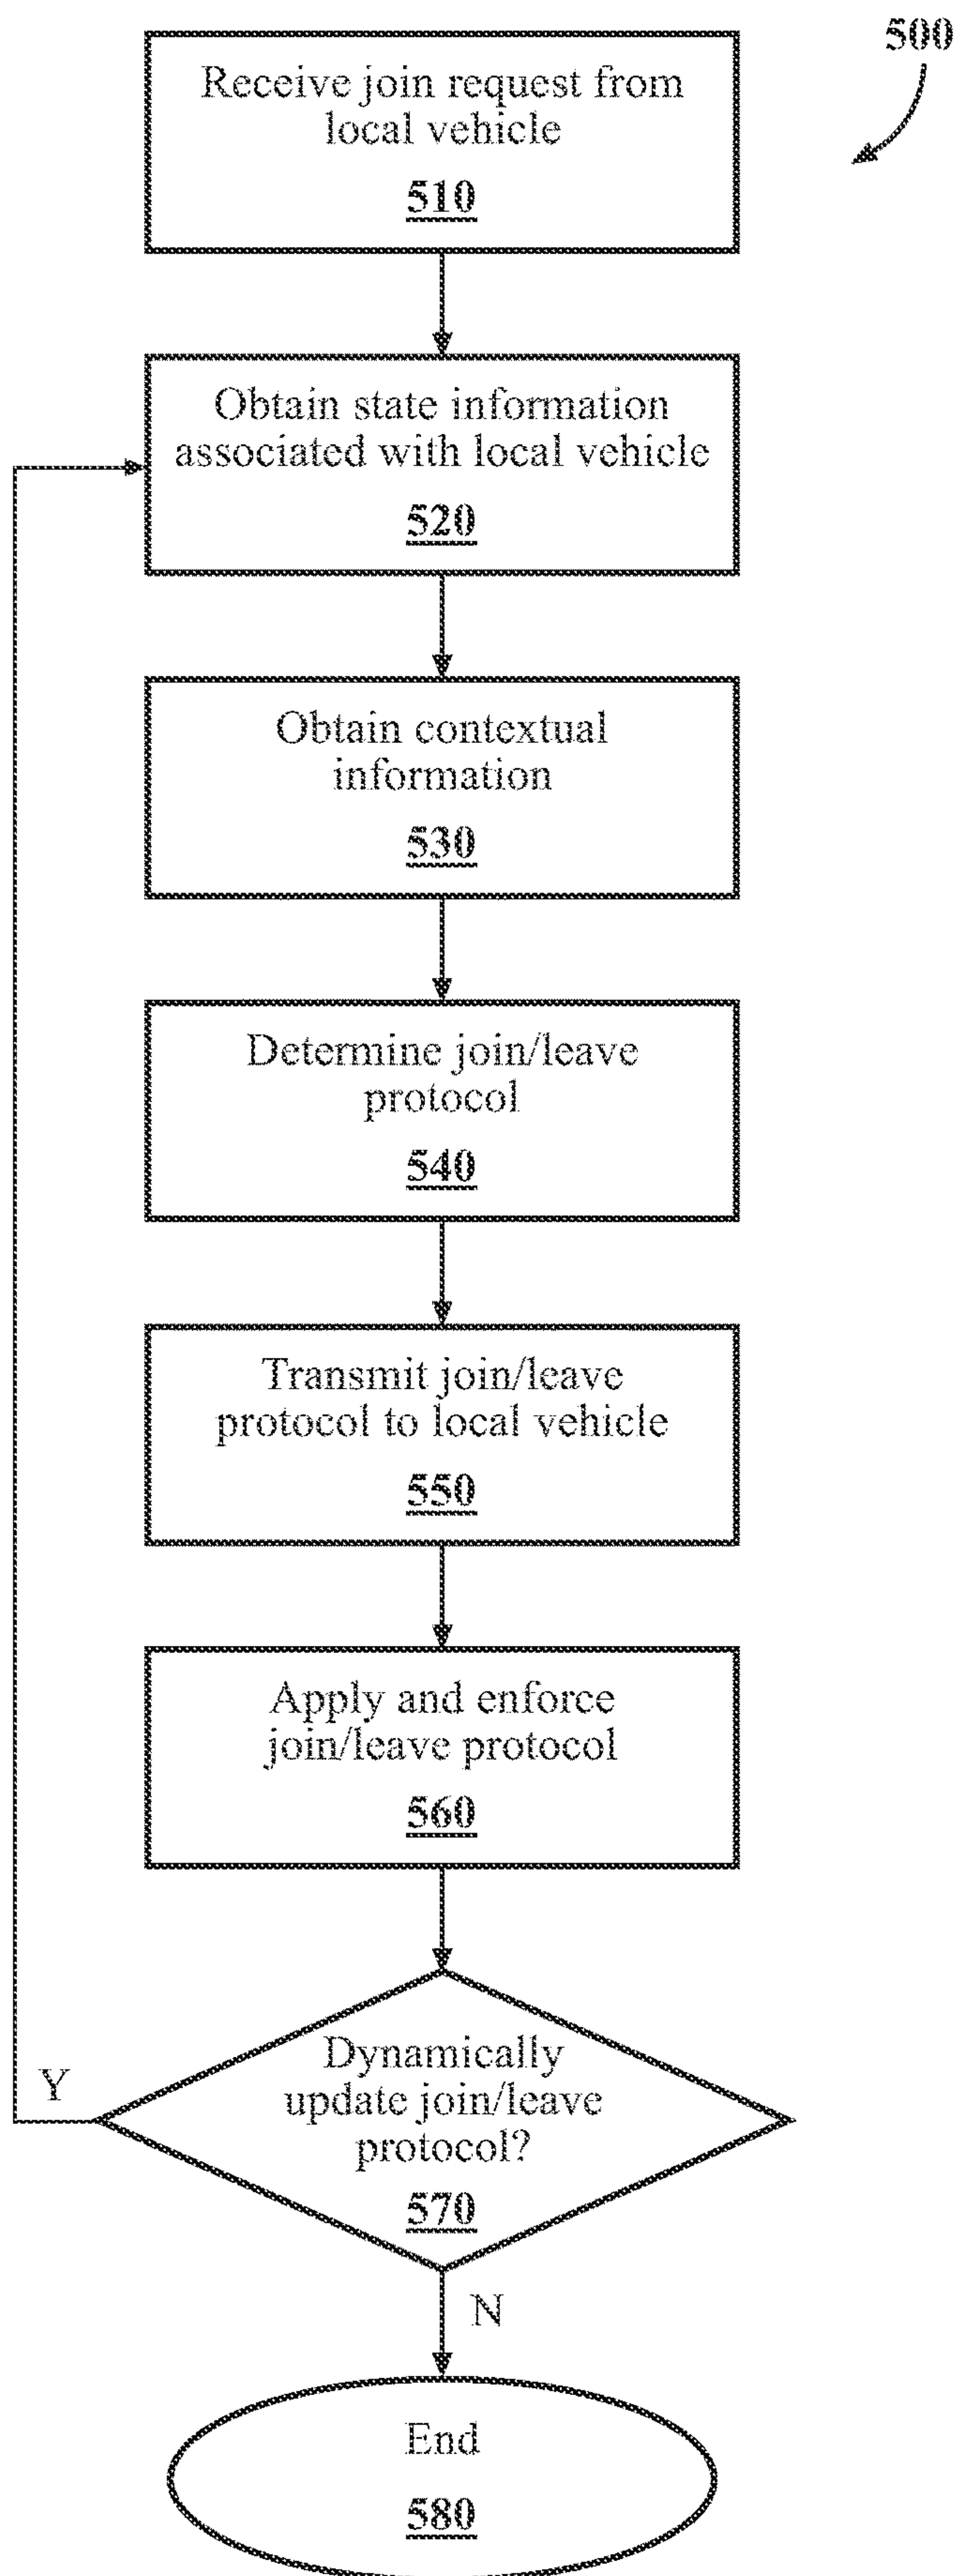 500
Receive join request from
local vehicle
510
Obtain state information
associated with local vehicle
520
Obtain contextual
information
530
Determine join/leave
protocol
540
Transmit join/leave
protocol to local vehicle
550
Apply and enforce
join/leave protocol
560
Dynamically
update join/leave
protocol?
570
Y
N
End
580